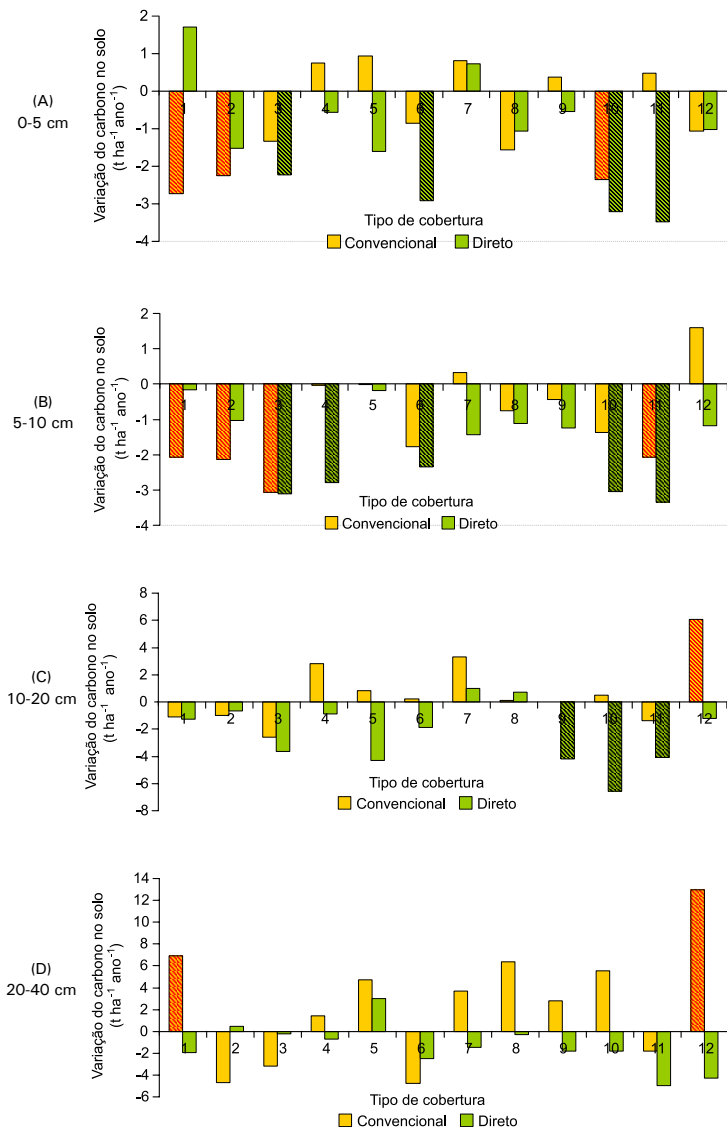 (A)
0-5 cm
Variação do carbono no solo
(t ha-1 ano-1)
2
1
0
-1
-2
-3
-4
1 2 3 4 5 6 7 8 9 10 11 12
Tipo de cobertura
Convencional Direto
(B)
5-10 cm
Variação do carbono no solo
(t ha-1 ano-1)
2
1
0
-1
-2
-3
-4
1 2 3 4 5 6 7 8 9 10 11 12
Tipo de cobertura
Convencional Direto
(C)
10-20 cm
Variação do carbono no solo
(t ha-1 ano-1)
8
6
4
2
0
-2
-4
-6
-8
1 2 3 4 5 6 7 8 9 10 11 12
Tipo de cobertura
Convencional Direto
(D)
20-40 cm
Variação do carbono no solo
(t ha-1 ano-1)
14
12
10
8
6
4
2
0
-2
-4
-6
1 2 3 4 5 6 7 8 9 10 11 12
Tipo de cobertura
Convencional Direto